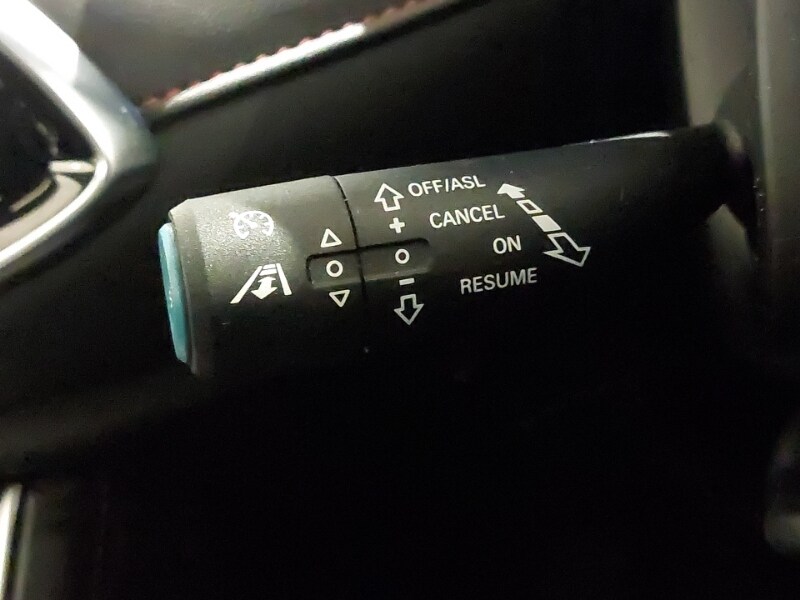 OFF/ASL
+
CANCEL
ON
-
RESUME